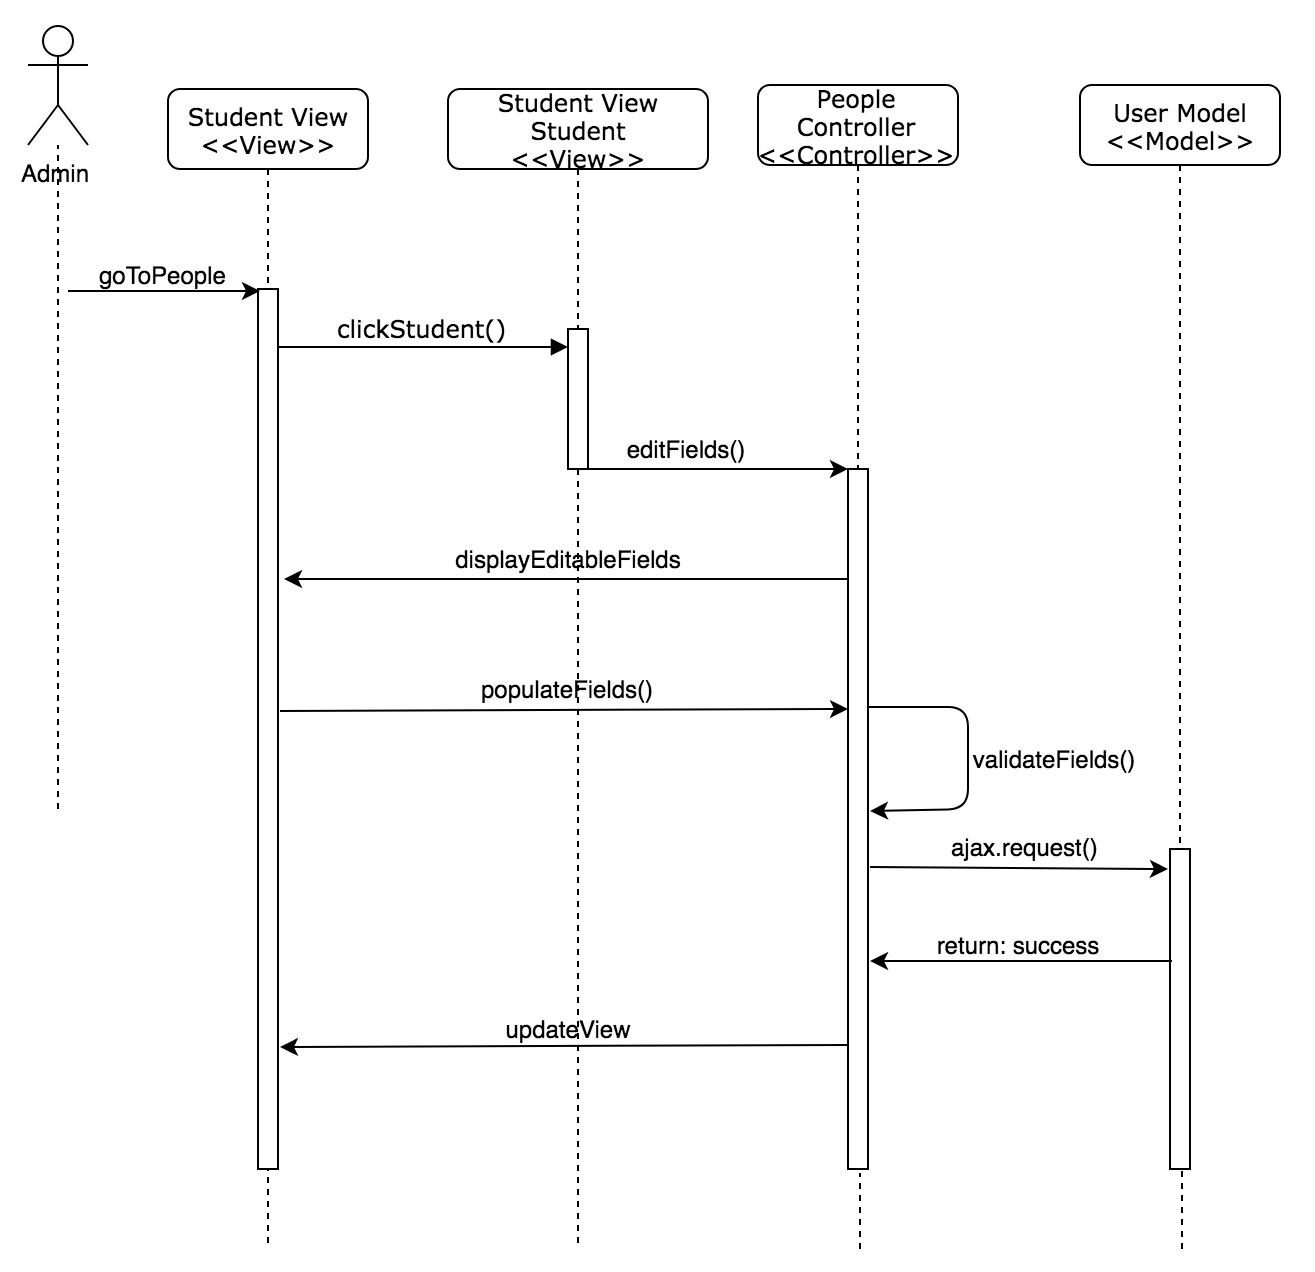 Admin
Student View
<<View>>
Student View
Student
<<View>>
People
Controller
<<Controller>>
User Model
<<Model>>
goToPeople
clickStudent()
editFields()
displayEditableFields
populateFields()
validateFields()
ajax.request()
return: success
updateView